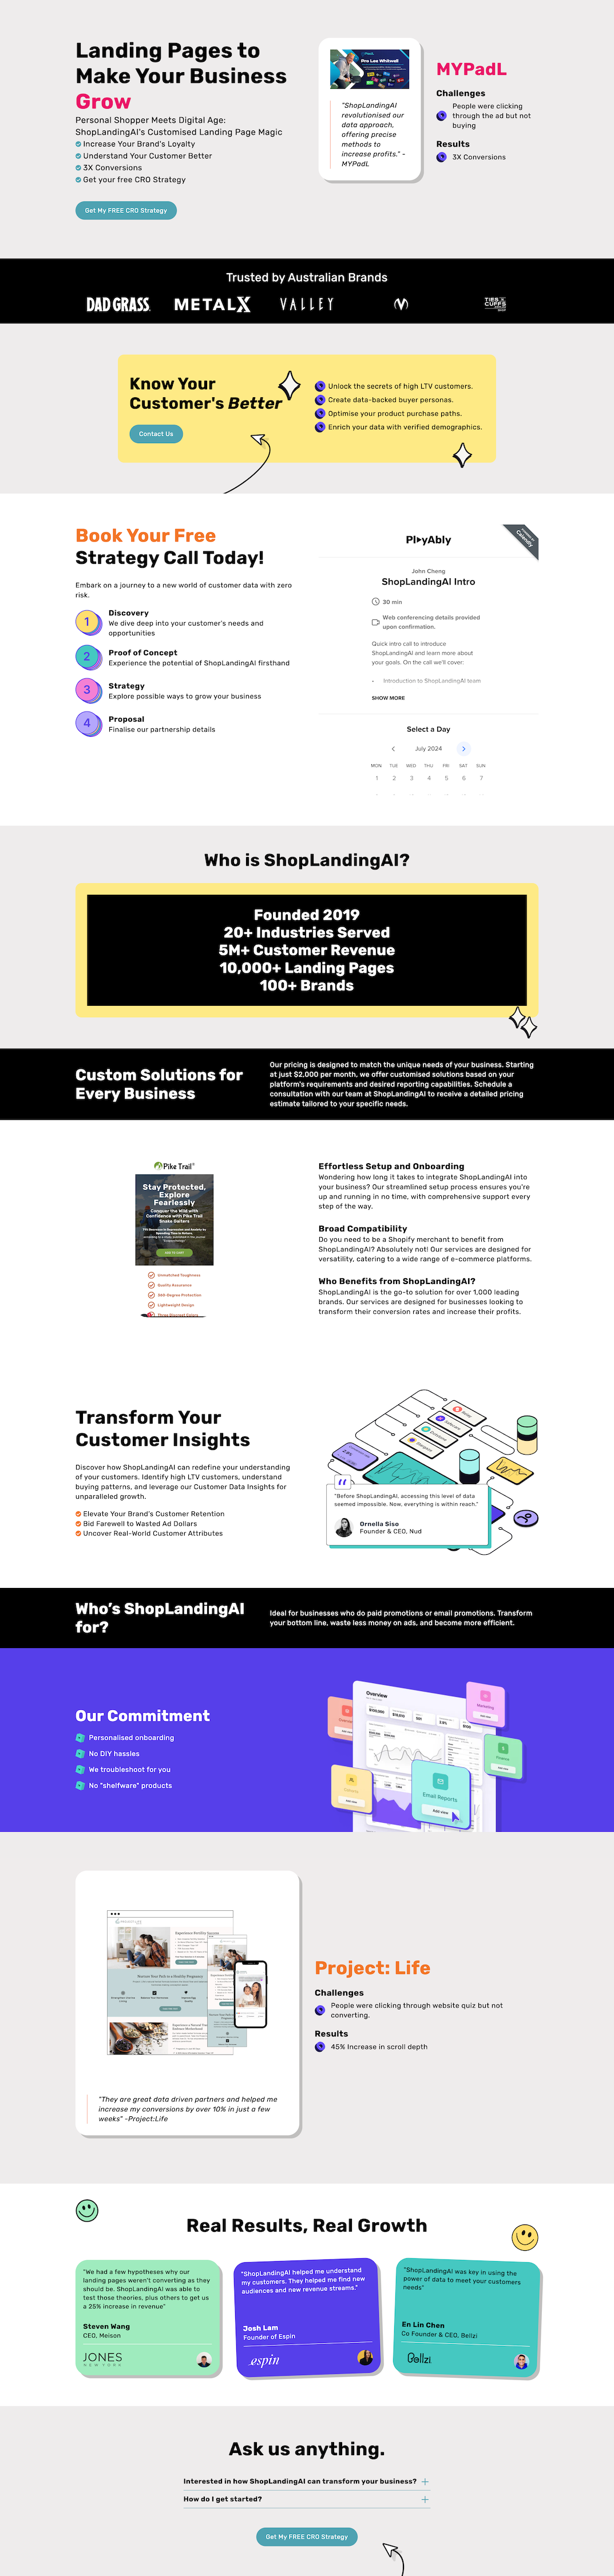 Landing Pages to
Make Your Business
Grow
Personal Shopper Meets Digital Age:
ShopLandingAI's Customised Landing Page Magic
Increase Your Brand's Loyalty
Understand Your Customer Better
3X Conversions
Get your free CRO Strategy
Get My FREE CRO Strategy
"ShopLandingAI
revolutionised our
data approach,
offering precise
methods to
increase profits." -
MYPadL
MYPadL
Challenges
People were clicking
through the ad but not
buying
Results
3X Conversions
Trusted by Australian Brands
DAD GRASS
METALX
VALLEY
TIES
CUFFS
Know Your
Customer's Better
Contact Us
Unlock the secrets of high LTV customers.
Create data-backed buyer personas.
Optimise your product purchase paths.
Enrich your data with verified demographics.
Book Your Free
Strategy Call Today!
Embark on a journey to a new world of customer data with zero
risk.
1
Discovery
We dive deep into your customer's needs and
opportunities
2
Proof of Concept
Experience the potential of ShopLandingAI firsthand
3
Strategy
Explore possible ways to grow your business
4
Proposal
Finalise our partnership details
PlayAbly
Calendly
John Cheng
ShopLandingAI Intro
30 min
Web conferencing details provided
upon confirmation.
Quick intro call to introduce
ShopLandingAI and learn more about
your goals. On the call we'll cover:
Introduction to ShopLandingAI team
SHOW MORE
Select a Day
July 2024
MON TUE WED THU FRI SAT SUN
1 2 3 4 5 6 7
Who is ShopLandingAI?
Founded 2019
20+ Industries Served
5M+ Customer Revenue
10,000+ Landing Pages
100+ Brands
Custom Solutions for
Every Business
Our pricing is designed to match the unique needs of your business. Starting
at just $2,000 per month, we offer customised solutions based on your
platform's requirements and desired reporting capabilities. Schedule a
consultation with our team at ShopLandingAI to receive a detailed pricing
estimate tailored to your specific needs.
Pike Trail
Stay Protected,
Explore
Fearlessly
Conquer the Wild with
Confidence with Pike Trail
Snake Gaiters
ADD TO CART
Unmatched Toughness
Quality Assurance
360-Degree Protection
Lightweight Design
Effortless Setup and Onboarding
Wondering how long it takes to integrate ShopLandingAI into
your business? Our streamlined setup process ensures you're
up and running in no time, with comprehensive support every
step of the way.
Broad Compatibility
Do you need to be a Shopify merchant to benefit from
ShopLandingAI? Absolutely not! Our services are designed for
versatility, catering to a wide range of e-commerce platforms.
Who Benefits from ShopLandingAI?
ShopLandingAI is the go-to solution for over 1,000 leading
brands. Our services are designed for businesses looking to
transform their conversion rates and increase their profits.
Transform Your
Customer Insights
Discover how ShopLandingAI can redefine your understanding
of your customers. Identify high LTV customers, understand
buying patterns, and leverage our Customer Data Insights for
unparalleled growth.
Elevate Your Brand's Customer Retention
Bid Farewell to Wasted Ad Dollars
Uncover Real-World Customer Attributes
"Before ShopLandingAI, accessing this level of data
seemed impossible. Now, everything is within reach."
Ornella Siso
Founder & CEO, Nud
Who's ShopLandingAI
for?
Ideal for businesses who do paid promotions or email promotions. Transform
your bottom line, waste less money on ads, and become more efficient.
Our Commitment
Personalised onboarding
No DIY hassles
We troubleshoot for you
No "shelfware" products
Overview
Marketing
Email Reports
Add view
"They are great data driven partners and helped me
increase my conversions by over 10% in just a few
weeks" -Project:Life
Project: Life
Challenges
People were clicking through website quiz but not
converting.
Results
45% Increase in scroll depth
Real Results, Real Growth
"We had a few hypotheses why our
landing pages weren't converting as they
should be. ShopLandingAI was able to
test those theories, plus others to get us
a 25% increase in revenue"
Steven Wang
CEO, Meison
JONES
NEW YORK
"ShopLandingAI helped me understand
my customers. They helped me find new
audiences and new revenue streams."
Josh Lam
Founder of Espin
espin
"ShopLandingAI was key in using the
power of data to meet your customers
needs"
En Lin Chen
Co Founder & CEO, Bellzi
Bellzi
Ask us anything.
Interested in how ShopLandingAI can transform your business?
How do I get started?
Get My FREE CRO Strategy